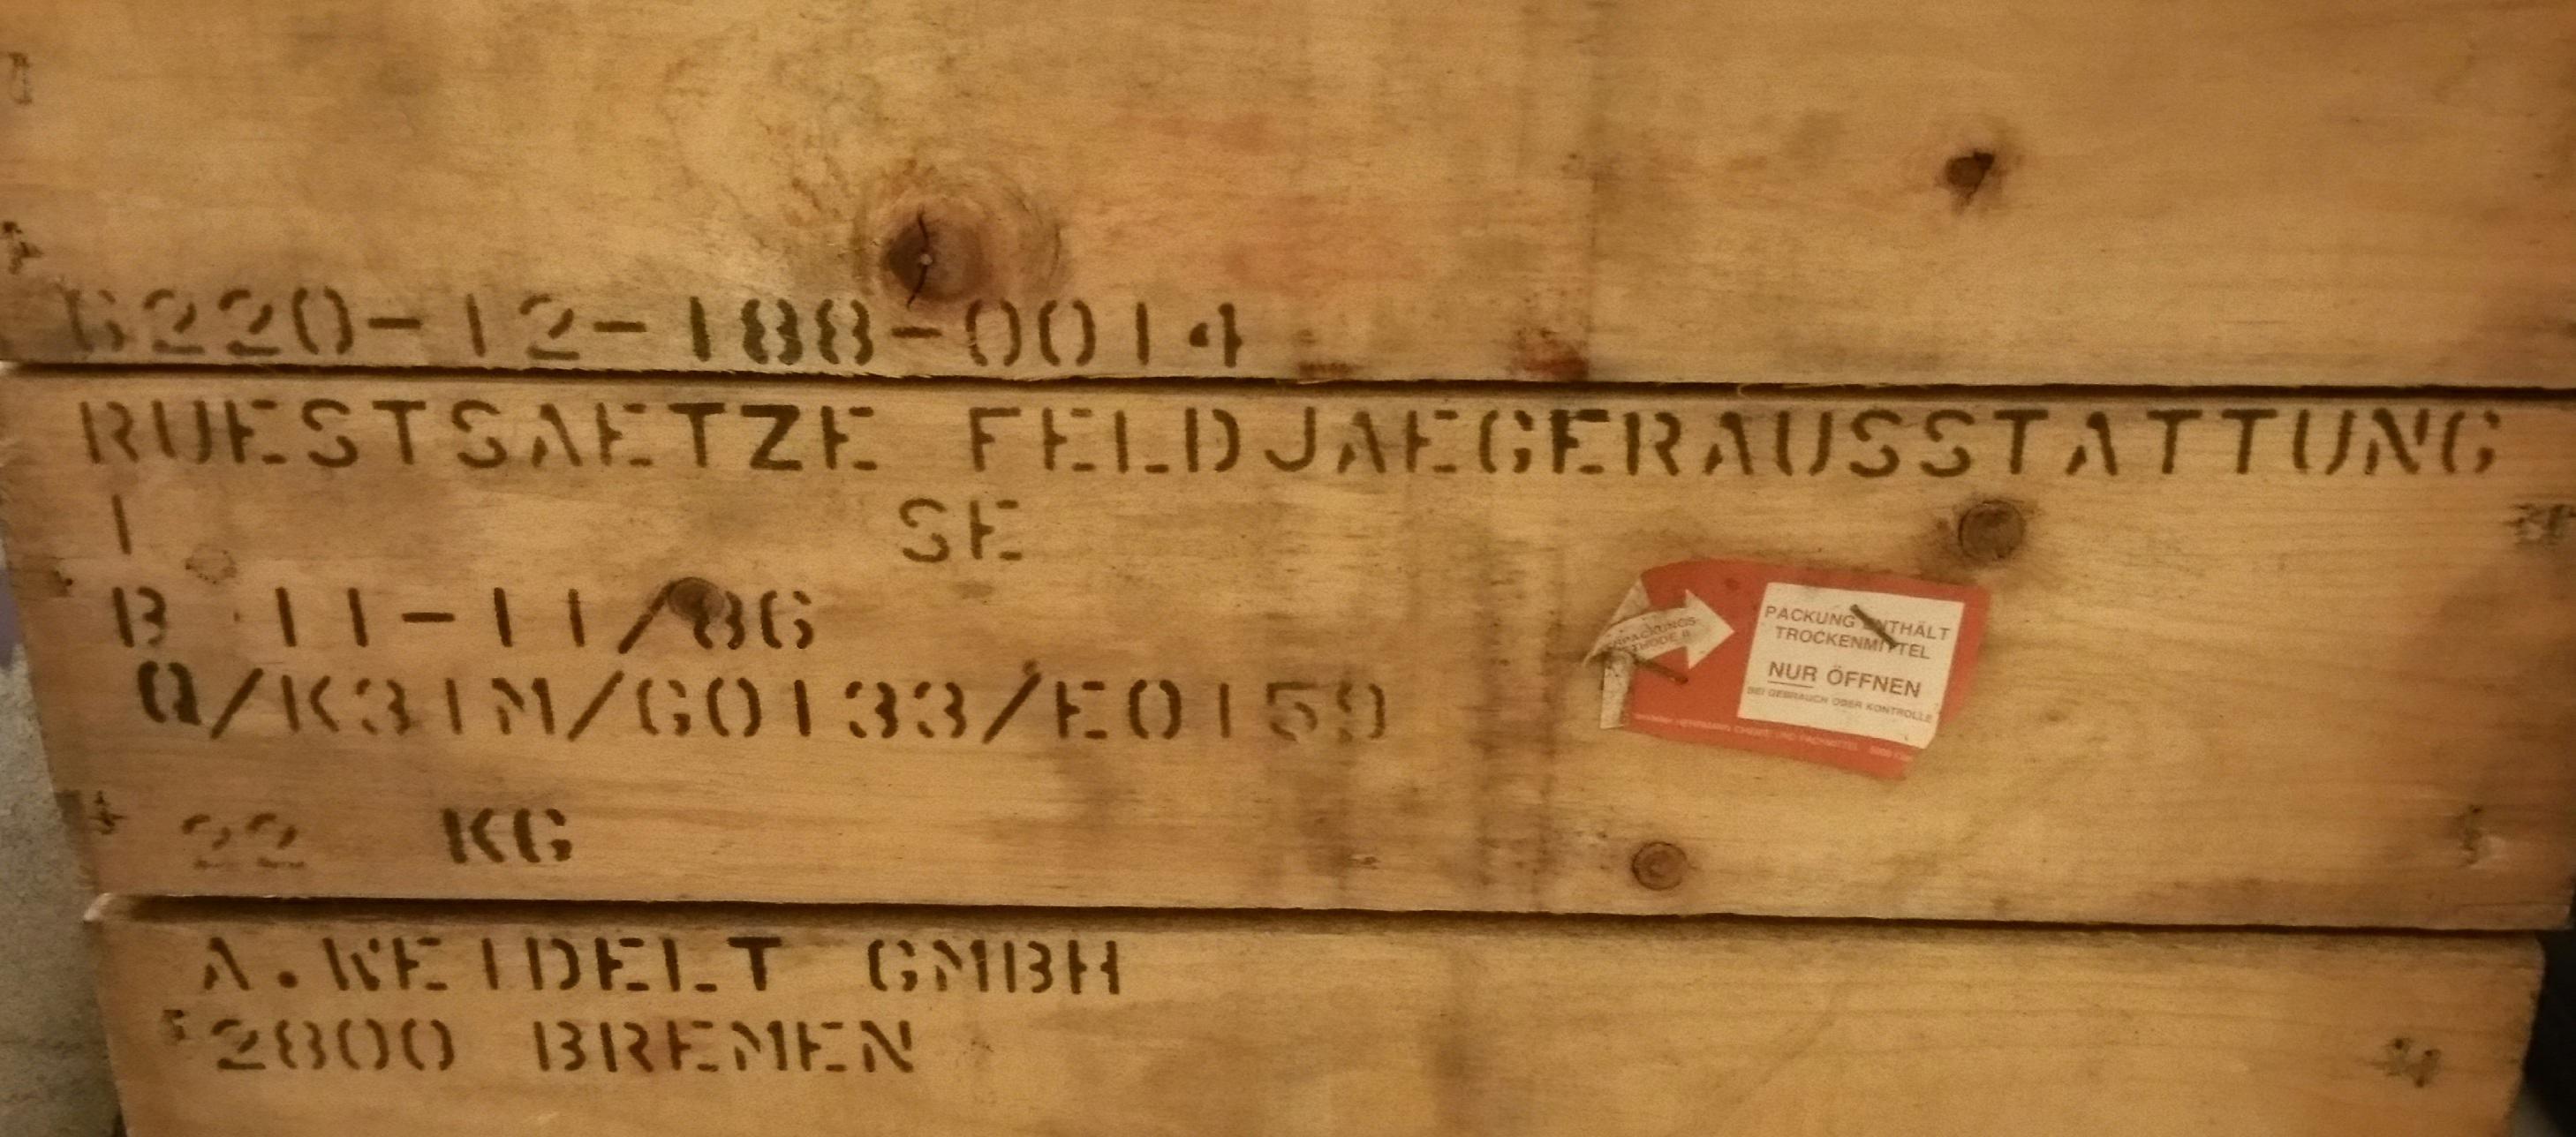 6220-12-188-0014
RUESTSAETZE FELDJAEGERAUSSTATTUNG
1 SE
B 11-11/86
Q/K31M/G0133/E0159
22 KG
A.WEIDELT GMBH
2800 BREMEN
PACKUNG ENTHÄLT
TROCKENMITTEL
NUR ÖFFNEN
BEI GEBRAUCH ODER KONTROLLE